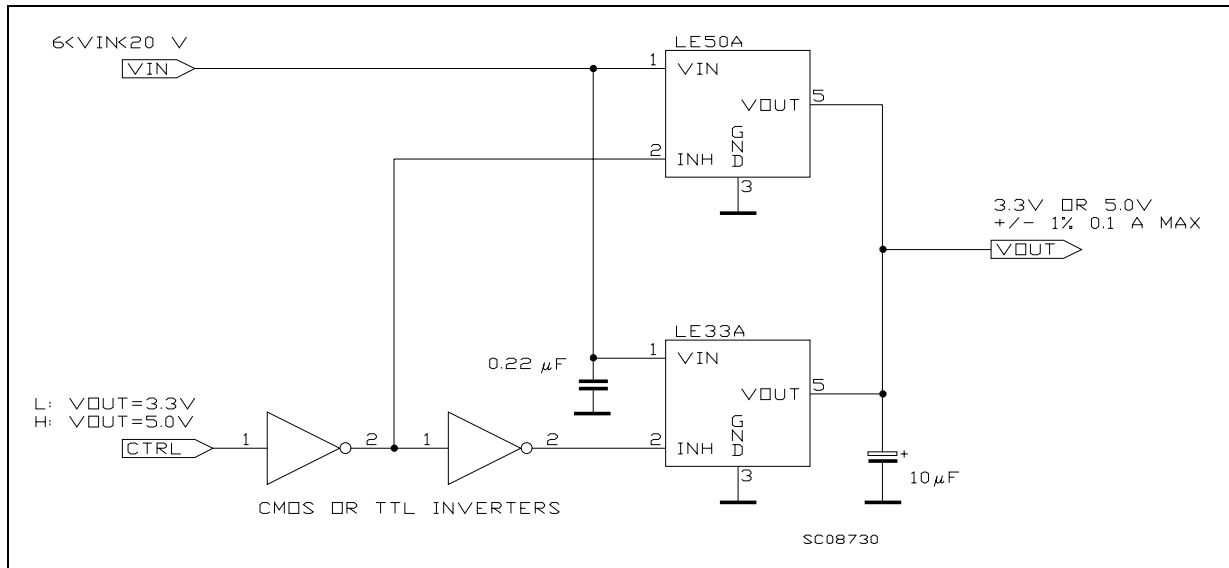 6<VIN<20 V
VIN
LE50A
1
VIN
VOUT
5
GND
2
INH
3
3.3V OR 5.0V
+/- 1% 0.1 A MAX
VOUT
LE33A
1
VIN
0.22 µF
VOUT
5
GND
L: VOUT=3.3V
H: VOUT=5.0V
CTRL
1
2
1
2
2
INH
3
+
10µF
CMOS OR TTL INVERTERS
SC08730